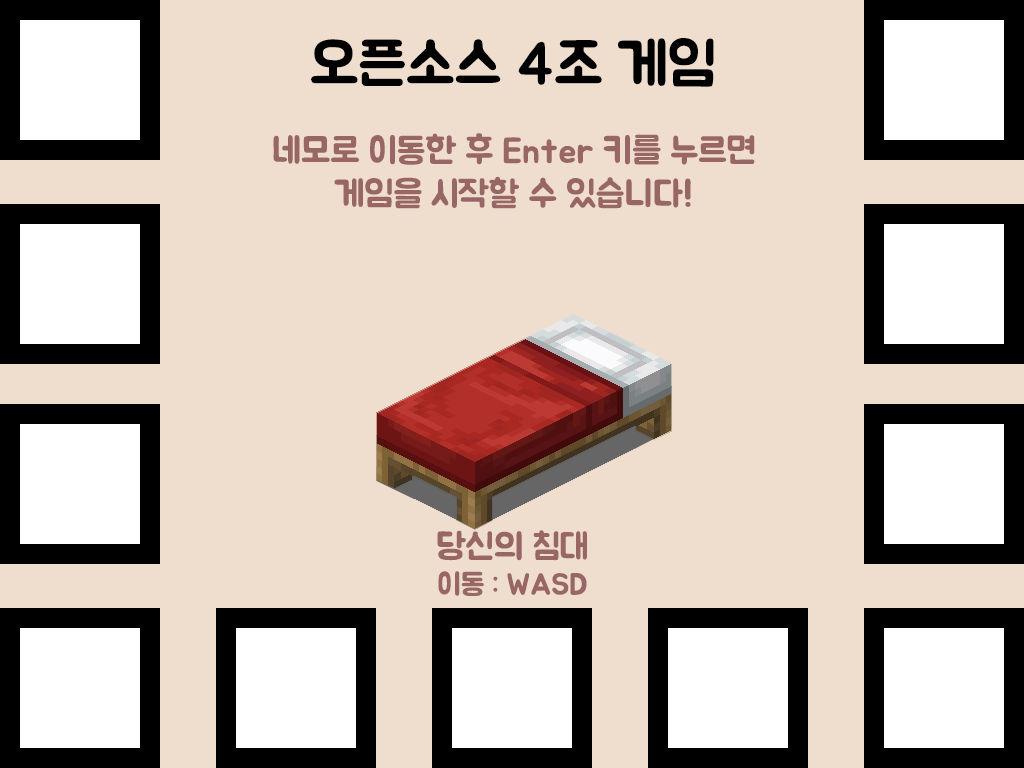 오픈소스 4조 게임
네모로 이동한 후 Enter 키를 누르면
게임을 시작할 수 있습니다!
당신의 침대
이동 : WASD